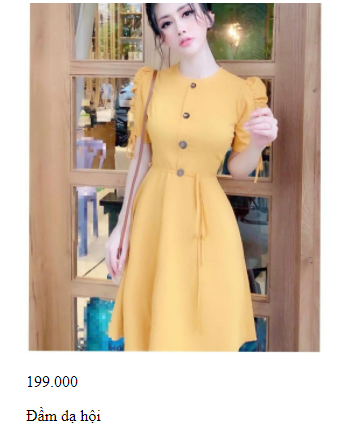 199.000
Đầm dạ hội